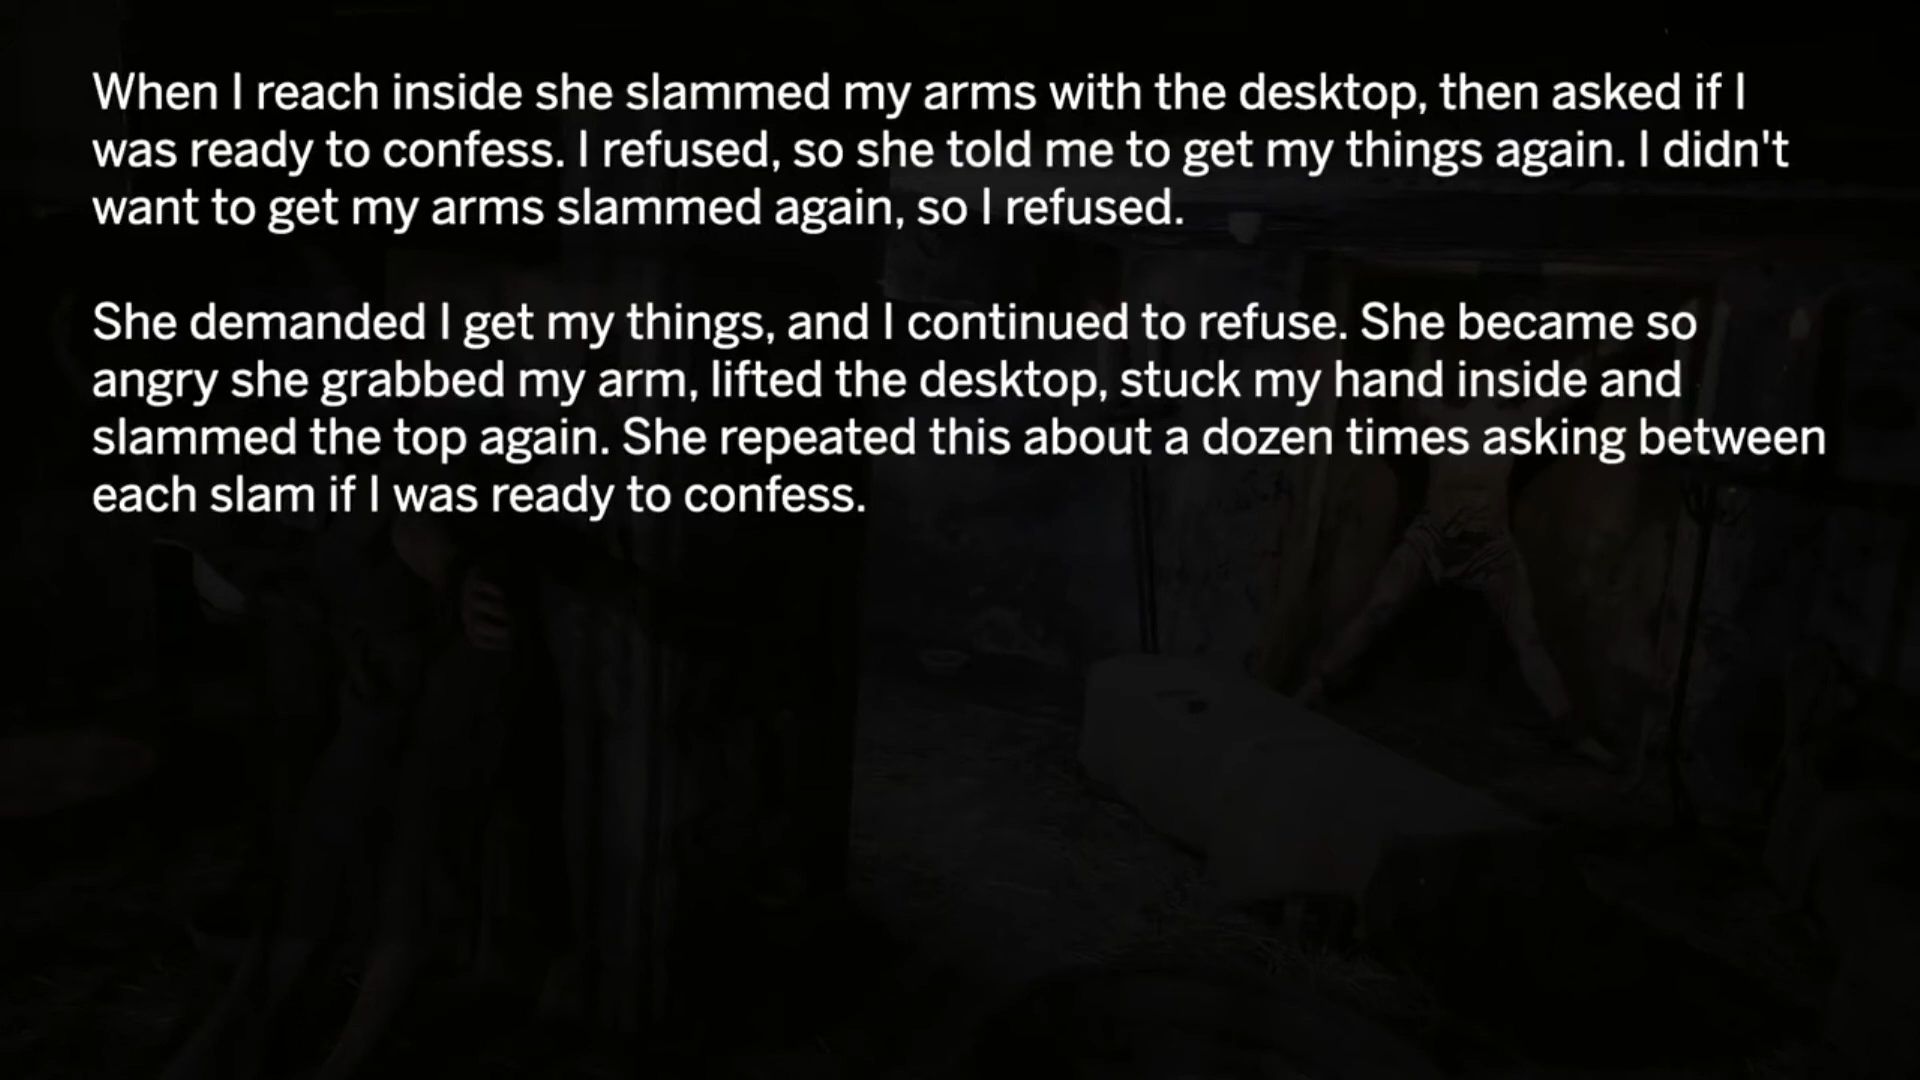 When I reach inside she slammed my arms with the desktop, then asked if I
was ready to confess. I refused, so she told me to get my things again. I didn't
want to get my arms slammed again, so I refused.
She demanded I get my things, and I continued to refuse. She became so
angry she grabbed my arm, lifted the desktop, stuck my hand inside and
slammed the top again. She repeated this about a dozen times asking between
each slam if I was ready to confess.